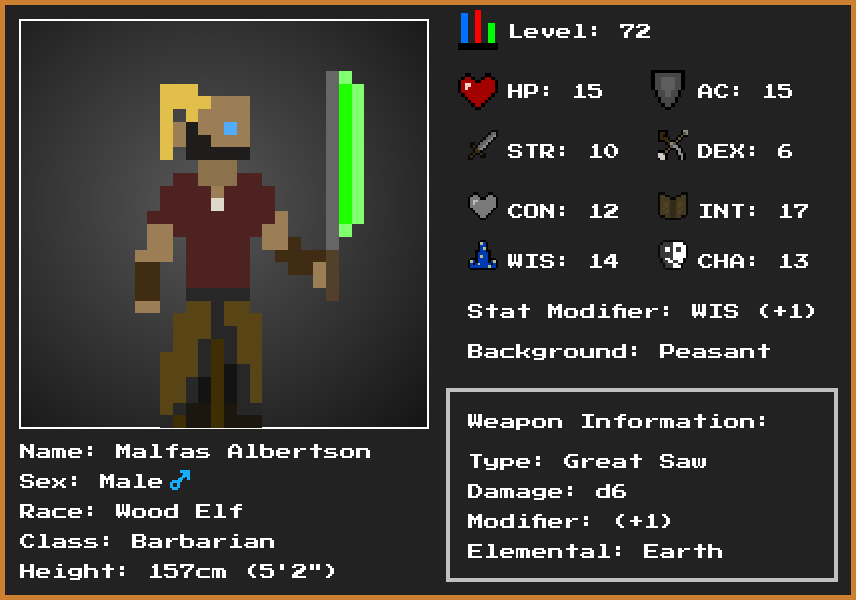 Level: 72
HP: 15
AC: 15
STR: 10
DEX: 6
CON: 12
INT: 17
WIS: 14
CHA: 13
Stat Modifier: WIS (+1)
Background: Peasant
Weapon Information:
Type: Great Saw
Damage: d6
Modifier: (+1)
Elemental: Earth
Name: Malfas Albertson
Sex: Male♂
Race: Wood Elf
Class: Barbarian
Height: 157cm (5'2")